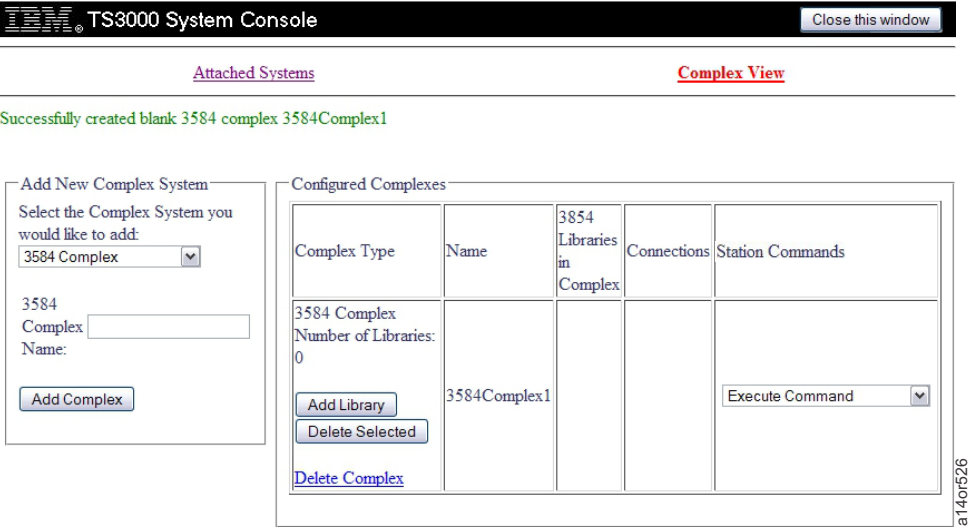 IBM® TS3000 System Console
Close this window
Attached Systems
Complex View
Successfully created blank 3584 complex 3584Complex1
Add New Complex System
Select the Complex System you
would like to add:
3584 Complex
3584
Complex
Name:
Add Complex
Configured Complexes
Complex Type
Name
3854
Libraries
in
Complex
Connections
Station Commands
3584 Complex
Number of Libraries:
0
Add Library
Delete Selected
Delete Complex
3584Complex1
Execute Command
a14or526